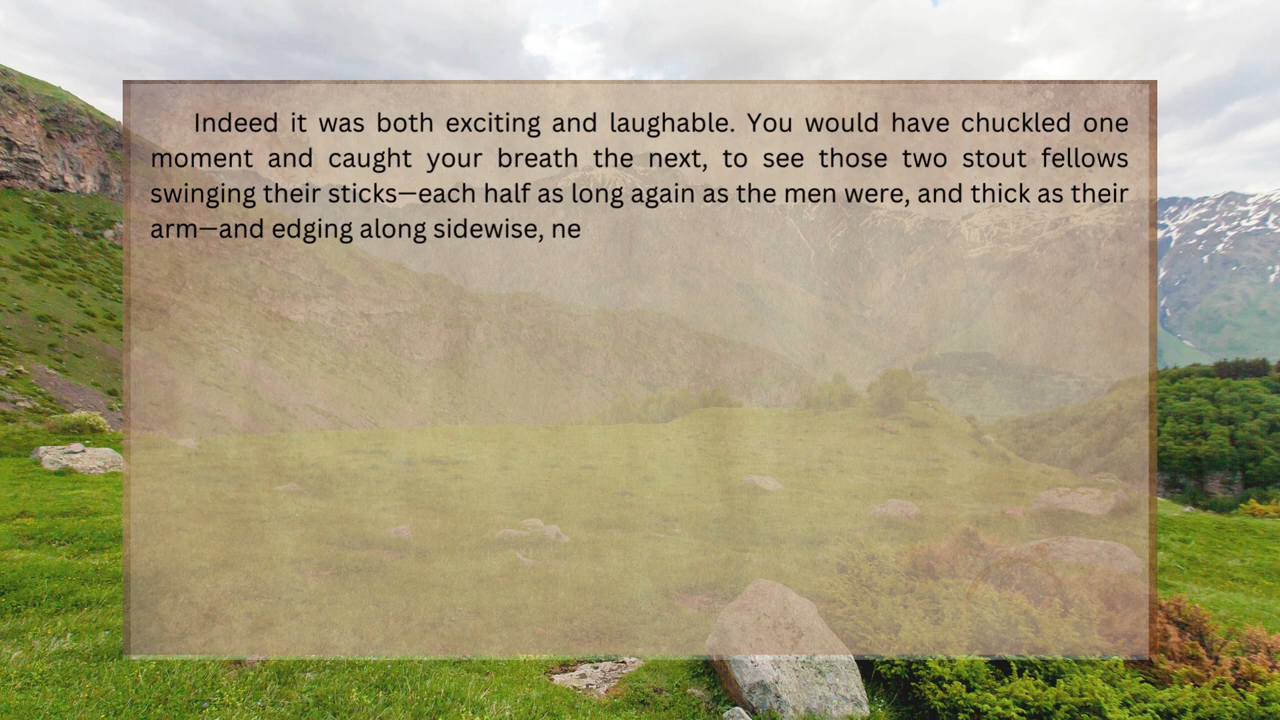 Indeed it was both exciting and laughable. You would have chuckled one
moment and caught your breath the next, to see those two stout fellows
swinging their sticks—each half as long again as the men were, and thick as their
arm—and edging along sidewise, ne